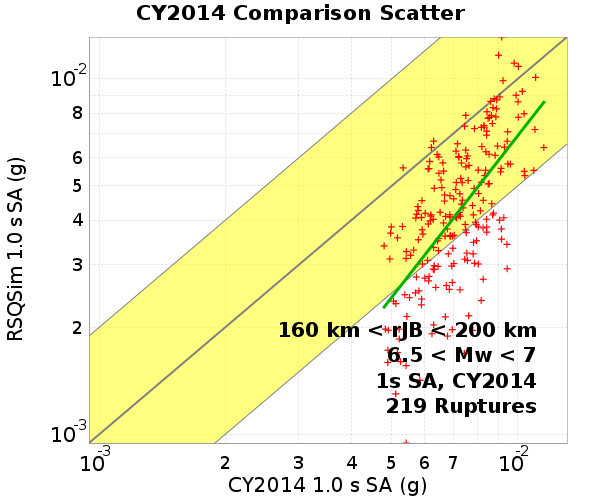 CY2014 Comparison Scatter
RSQSim 1.0 s SA (g)
10-2
8
6
5
4
3
2
10-3
160 km < rJB < 200 km
6.5 < Mw < 7
1s SA, CY2014
219 Ruptures
10-3 2 3 4 5 6 7 10-2
CY2014 1.0 s SA (g)